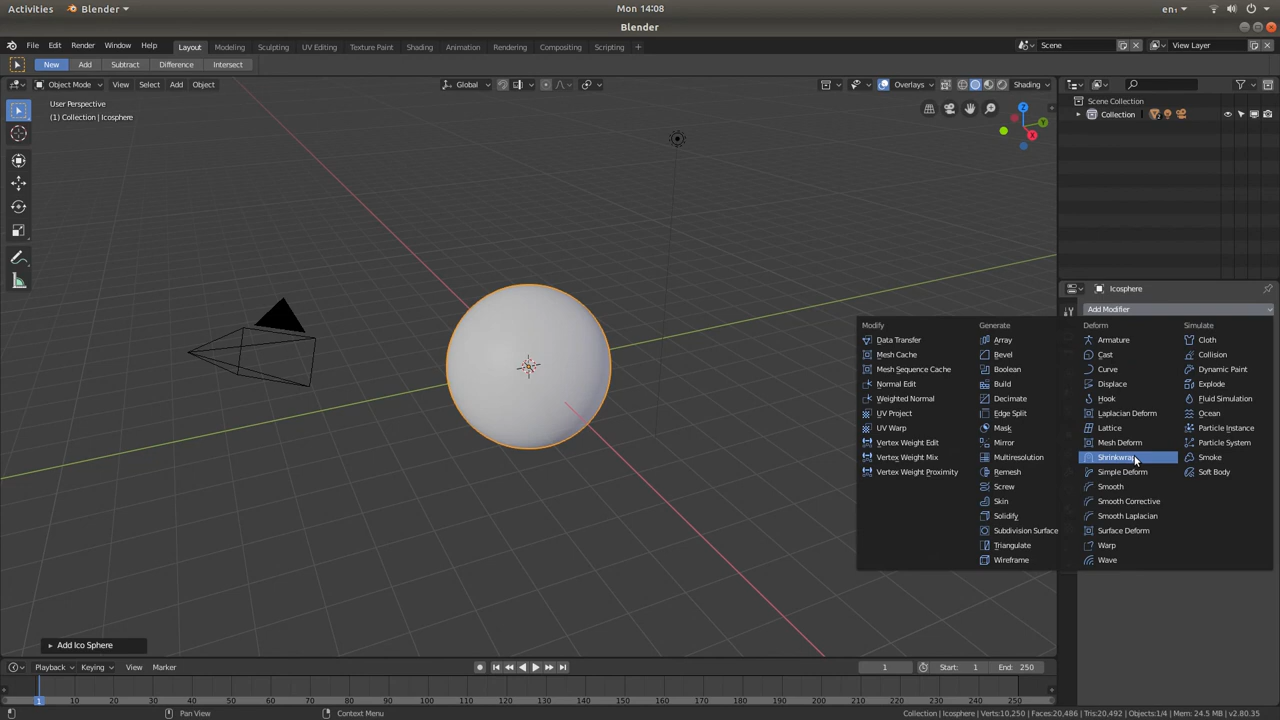 Activities Blender Mon 14:08 en₁
Blender
File Edit Render Window Help Layout Modeling Sculpting UV Editing Texture Paint Shading Animation Rendering Compositing Scripting + Scene View Layer
New Add Subtract Difference Intersect
Object Mode View Select Add Object Global Overlays Shading
User Perspective
(1) Collection | Icosphere
Scene Collection
Collection
Z
Y
X
Icosphere
Add Modifier
Modify Generate Deform Simulate
Data Transfer Array Armature Cloth
Mesh Cache Bevel Cast Collision
Mesh Sequence Cache Boolean Curve Dynamic Paint
Normal Edit Build Displace Explode
Weighted Normal Decimate Hook Fluid Simulation
UV Project Edge Split Laplacian Deform Ocean
UV Warp Mask Lattice Particle Instance
Vertex Weight Edit Mirror Mesh Deform Particle System
Vertex Weight Mix Multiresolution Shrinkwrap Smoke
Vertex Weight Proximity Remesh Simple Deform Soft Body
Screw Smooth
Skin Smooth Corrective
Solidify Smooth Laplacian
Subdivision Surface Surface Deform
Triangulate Warp
Wireframe Wave
Add Ico Sphere
Playback Keying View Marker 1 Start: 1 End: 250
1 10 20 30 40 50 60 70 80 90 100 110 120 130 140 150 160 170 180 190 200 210 220 230 240 250
Pan View Context Menu Collection | Icosphere | Verts:10,250 | Faces:20,486 | Tris:20,486 | Objects:1/4 | Mem: 24.5 MB | v2.80.35